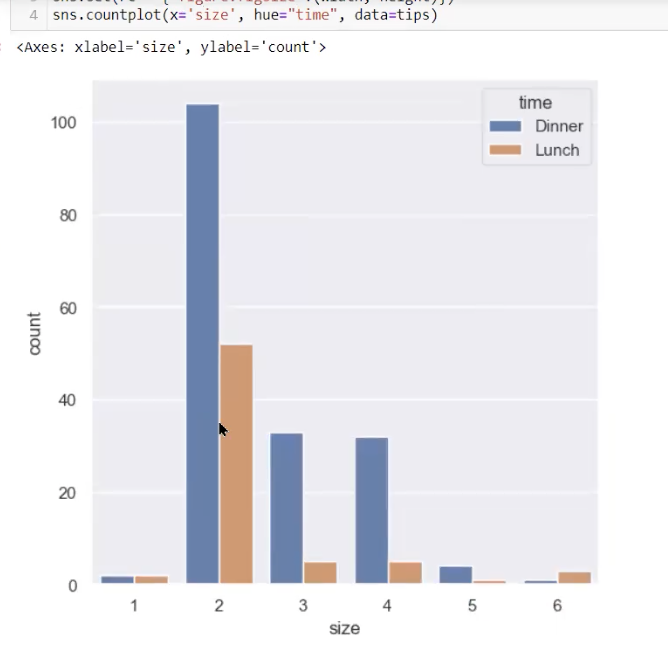 4 sns.countplot(x='size', hue="time", data=tips)
<Axes: xlabel='size', ylabel='count'>
time
Dinner
Lunch
100
80
60
40
20
0
count
1 2 3 4 5 6
size